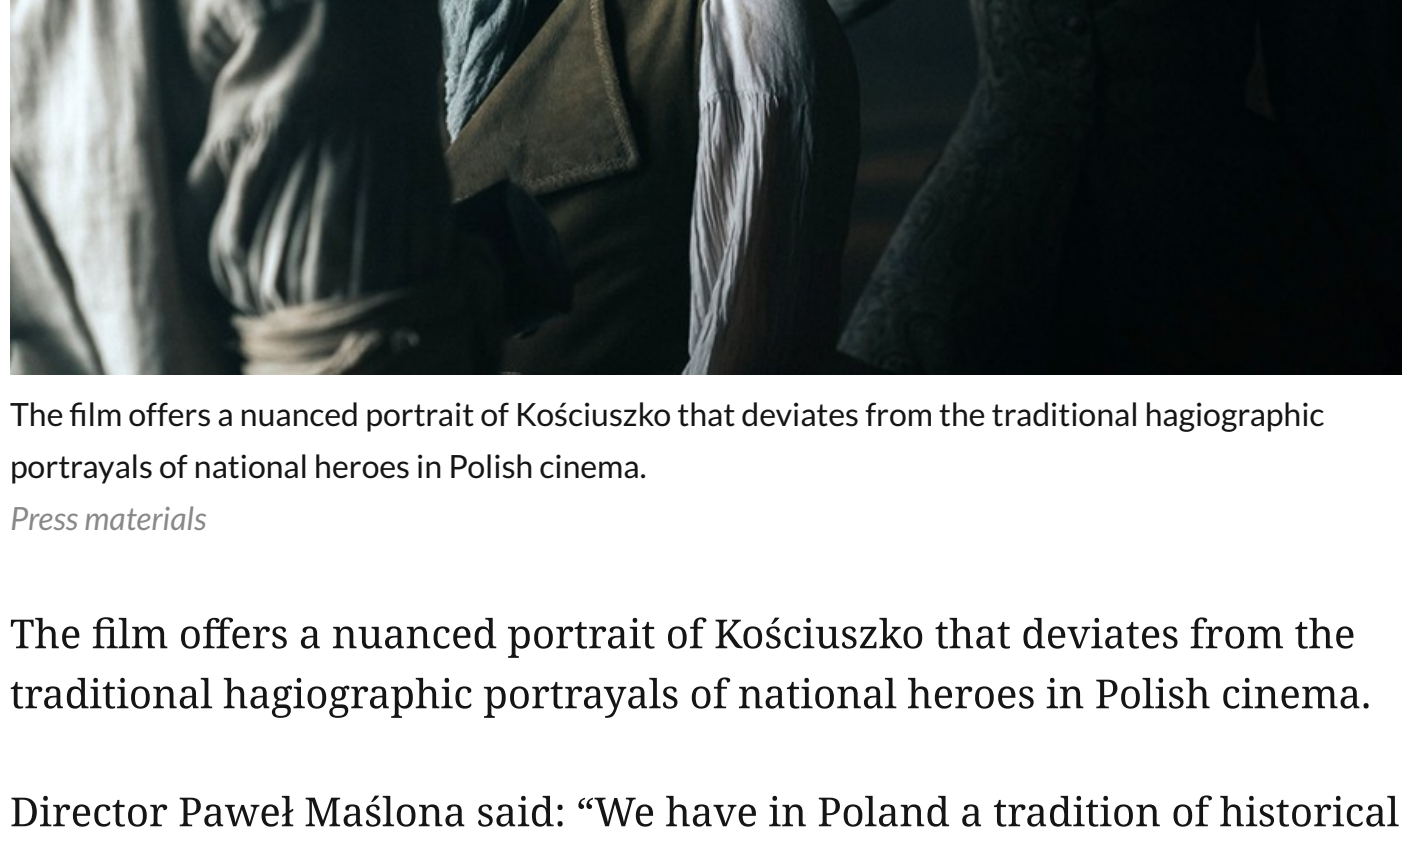 The film offers a nuanced portrait of Kościuszko that deviates from the traditional hagiographic
portrayals of national heroes in Polish cinema.
Press materials
The film offers a nuanced portrait of Kościuszko that deviates from the
traditional hagiographic portrayals of national heroes in Polish cinema.
Director Paweł Maślona said: “We have in Poland a tradition of historical